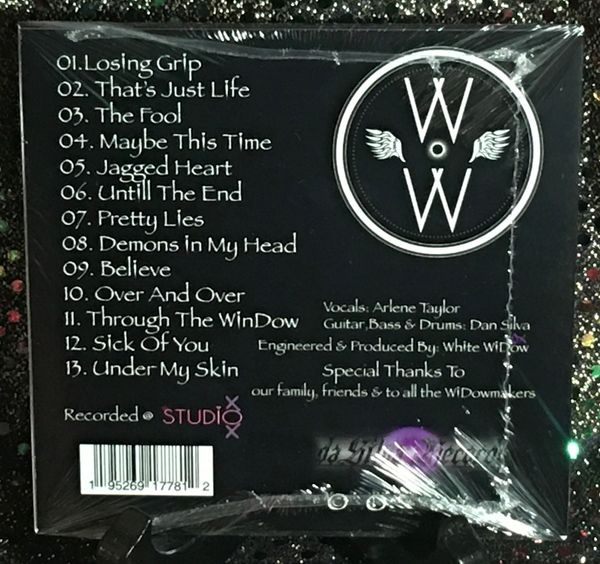 01.Losing Grip
02. That's Just Life
03. The Fool
04. Maybe This Time
05. Jagged Heart
06. Untill The End
07. Pretty Lies
08. Demons in My Head
09. Believe
10. Over And Over
11. Through The WinDow
12. Sick Of You
13. Under My Skin
W
W
Vocals: Arlene Taylor
Guitar,Bass & Drums: Dan Silva
Engineered & Produced By: White WiDow
Special Thanks To
our family, friends & to all the WiDowmakers
Recorded @ STUDIO
1 95269 17781 2